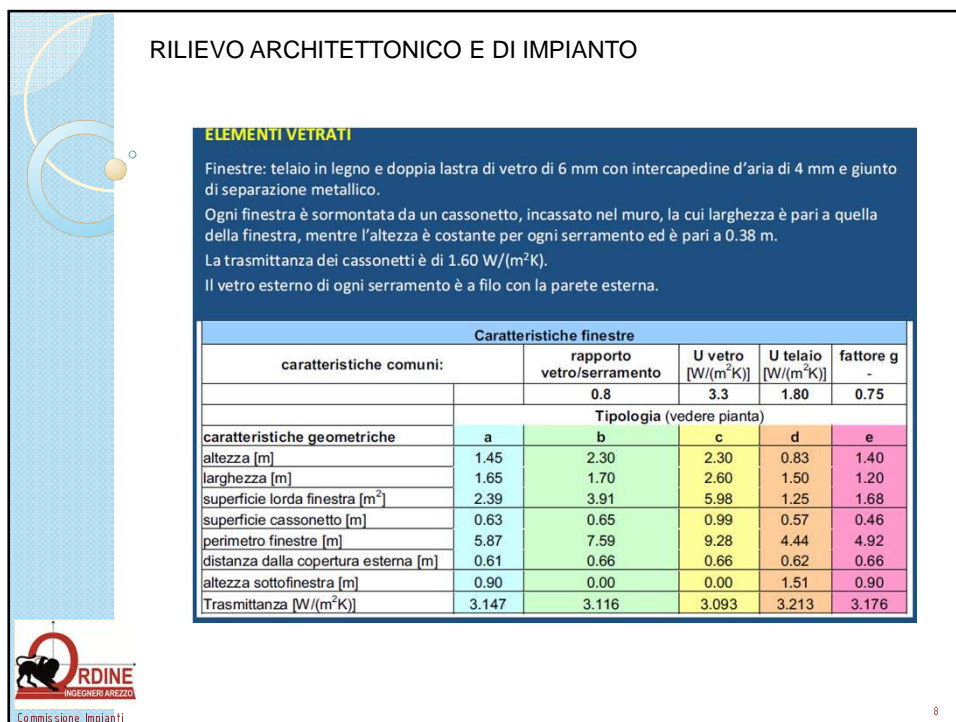 RILIEVO ARCHITETTONICO E DI IMPIANTO
ELEMENTI VETRATI
Finestre: telaio in legno e doppia lastra di vetro di 6 mm con intercapedine d'aria di 4 mm e giunto
di separazione metallico.
Ogni finestra è sormontata da un cassonetto, incassato nel muro, la cui larghezza è pari a quella
della finestra, mentre l'altezza è costante per ogni serramento ed è pari a 0.38 m.
La trasmittanza dei cassonetti è di 1.60 W/(m²K).
Il vetro esterno di ogni serramento è a filo con la parete esterna.
Caratteristiche finestre
caratteristiche comuni: rapporto vetro/serramento U vetro [W/(m²K)] U telaio [W/(m²K)] fattore g -
0.8 3.3 1.80 0.75
Tipologia (vedere pianta)
caratteristiche geometriche a b c d e
altezza [m] 1.45 2.30 2.30 0.83 1.40
larghezza [m] 1.65 1.70 2.60 1.50 1.20
superficie lorda finestra [m²] 2.39 3.91 5.98 1.25 1.68
superficie cassonetto [m] 0.63 0.65 0.99 0.57 0.46
perimetro finestre [m] 5.87 7.59 9.28 4.44 4.92
distanza dalla copertura esterna [m] 0.61 0.66 0.66 0.62 0.66
altezza sottofinestra [m] 0.90 0.00 0.00 1.51 0.90
Trasmittanza [W/(m²K)] 3.147 3.116 3.093 3.213 3.176
ORDINE
INGEGNERI AREZZO
Commissione Impianti
8